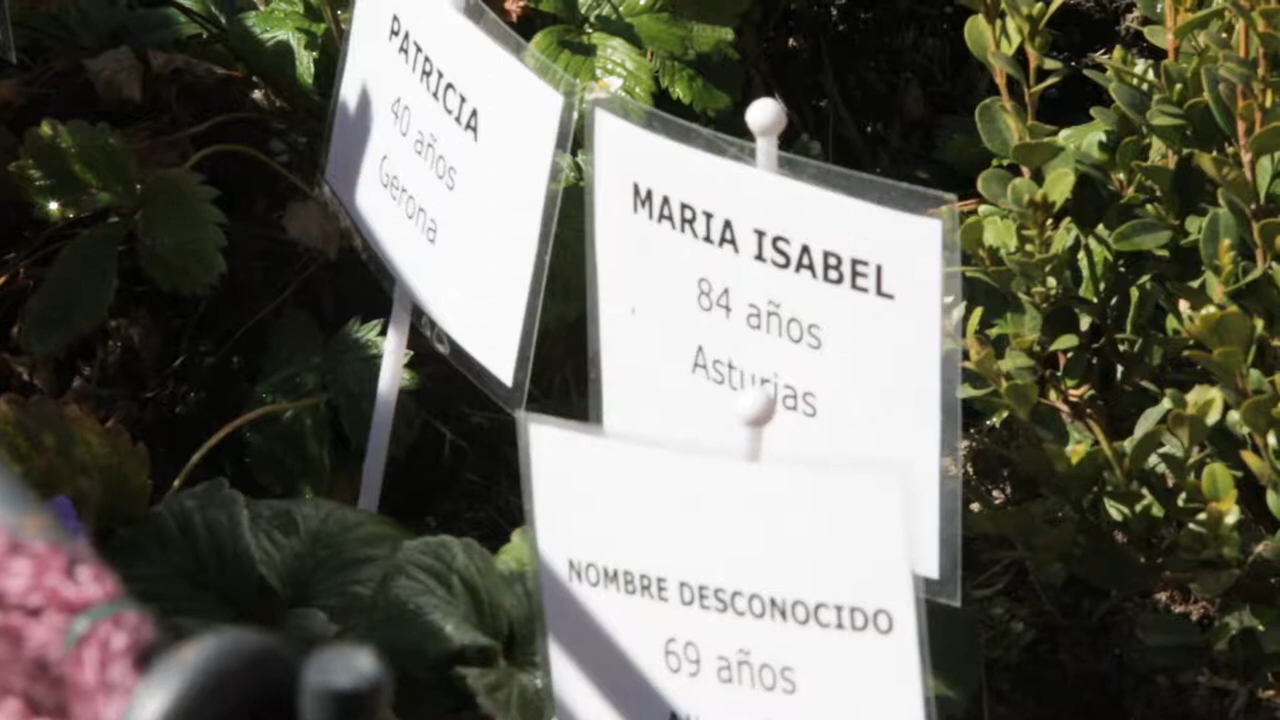 PATRICIA
40 años
Gerona
MARIA ISABEL
84 años
Asturias
NOMBRE DESCONOCIDO
69 años